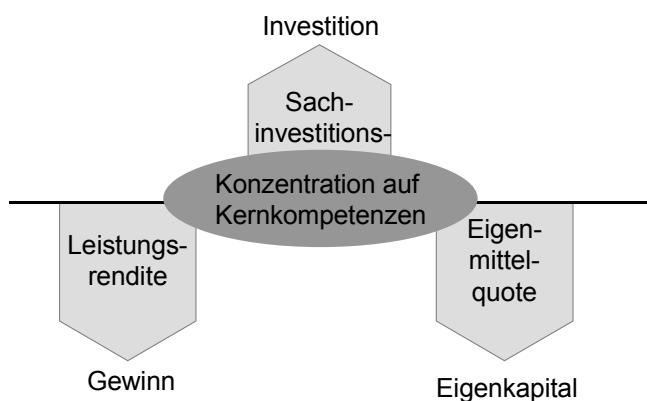 Investition
Sach-
investitions-
Konzentration auf
Kernkompetenzen
Leistungs-
rendite
Eigen-
mittel-
quote
Gewinn
Eigenkapital